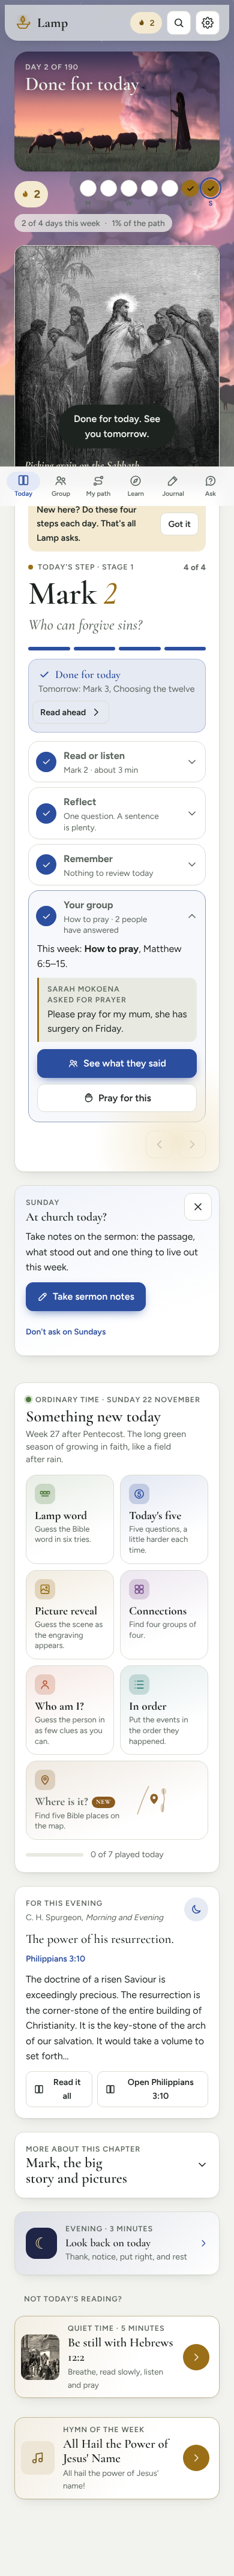 Lamp
2
DAY 2 OF 190
Done for today
2
S
2 of 4 days this week · 1% of the path
Done for today. See
you tomorrow.
Picking grain on the Sabbath
Today
Group
My path
Learn
Journal
Ask
New here? Do these four
steps each day. That's all
Lamp asks.
Got it
TODAY'S STEP · STAGE 1
4 of 4
Mark 2
Who can forgive sins?
Done for today
Tomorrow: Mark 3, Choosing the twelve
Read ahead
Read or listen
Mark 2 · about 3 min
Reflect
One question. A sentence
is plenty.
Remember
Nothing to review today
Your group
How to pray · 2 people
have answered
This week: How to pray, Matthew
6:5–15.
SARAH MOKOENA
ASKED FOR PRAYER
Please pray for my mum, she has
surgery on Friday.
See what they said
Pray for this
SUNDAY
At church today?
Take notes on the sermon: the passage,
what stood out and one thing to live out
this week.
Take sermon notes
Don't ask on Sundays
ORDINARY TIME · SUNDAY 22 NOVEMBER
Something new today
Week 27 after Pentecost. The long green
season of growing in faith, like a field
after rain.
Lamp word
Guess the Bible
word in six tries.
Today's five
Five questions, a
little harder each
time.
Picture reveal
Guess the scene as
the engraving
appears.
Connections
Find four groups of
four.
Who am I?
Guess the person in
as few clues as you
can.
In order
Put the events in
the order they
happened.
Where is it? NEW
Find five Bible places on
the map.
0 of 7 played today
FOR THIS EVENING
C. H. Spurgeon, Morning and Evening
The power of his resurrection.
Philippians 3:10
The doctrine of a risen Saviour is
exceedingly precious. The resurrection is
the corner-stone of the entire building of
Christianity. It is the key-stone of the arch
of our salvation. It would take a volume to
set forth…
Read it
all
Open Philippians
3:10
MORE ABOUT THIS CHAPTER
Mark, the big
story and pictures
EVENING · 3 MINUTES
Look back on today
Thank, notice, put right, and rest
NOT TODAY'S READING?
QUIET TIME · 5 MINUTES
Be still with Hebrews
12:2
Breathe, read slowly, listen
and pray
HYMN OF THE WEEK
All Hail the Power of
Jesus' Name
All hail the power of Jesus'
name!